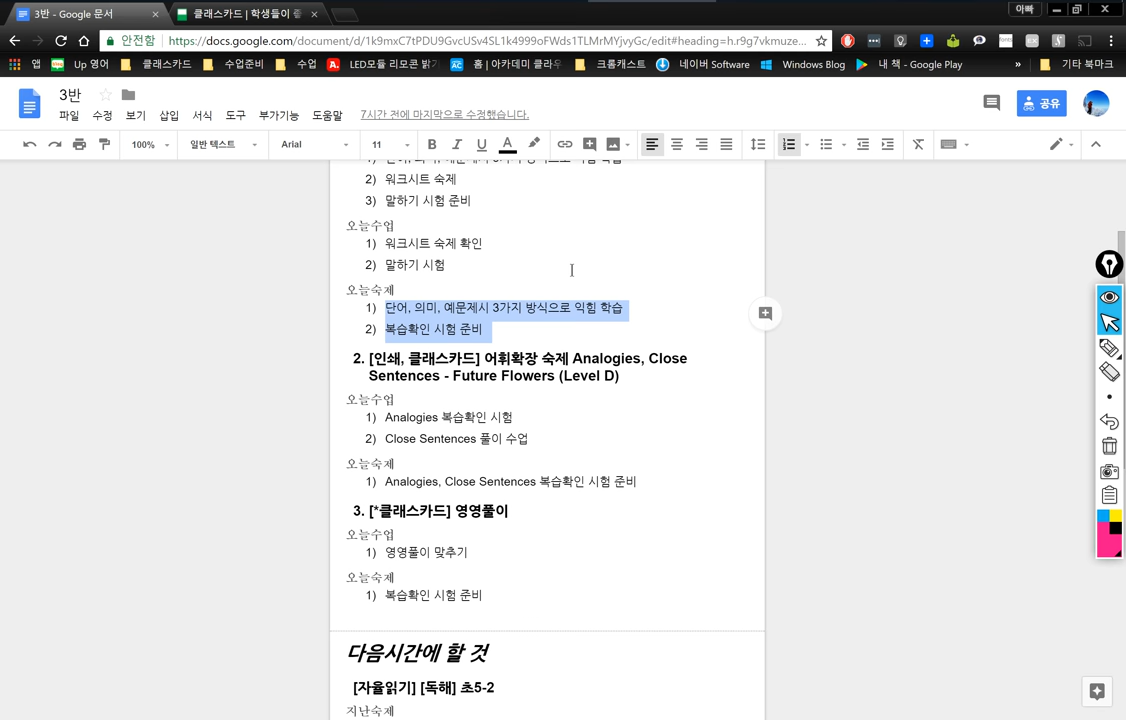 3반 - Google 문서
클래스카드 | 학생들이 좋
아빠
안전함
https://docs.google.com/document/d/1k9mxC7tPDU9GvcUSv4SL1k4999oFWds1TLMrMYjvyGc/edit#heading=h.r9g7vkmuze...
앱 Up 영어 클래스카드 수업준비 수업 LED모듈 리모콘 밝기 홈 | 아카데미 클라우 크롬캐스트 네이버 Software Windows Blog 내 책 - Google Play » 기타 북마크
3반
파일 수정 보기 삽입 서식 도구 부가기능 도움말 7시간 전에 마지막으로 수정했습니다.
공유
100% 일반 텍스트 Arial 11
2) 워크시트 숙제
3) 말하기 시험 준비
오늘수업
1) 워크시트 숙제 확인
2) 말하기 시험
오늘숙제
1) 단어, 의미, 예문제시 3가지 방식으로 익힘 학습
2) 복습확인 시험 준비
2. [인쇄, 클래스카드] 어휘확장 숙제 Analogies, Close
Sentences - Future Flowers (Level D)
오늘수업
1) Analogies 복습확인 시험
2) Close Sentences 풀이 수업
오늘숙제
1) Analogies, Close Sentences 복습확인 시험 준비
3. [*클래스카드] 영영풀이
오늘수업
1) 영영풀이 맞추기
오늘숙제
1) 복습확인 시험 준비
다음시간에 할 것
[자율읽기] [독해] 초5-2
지난숙제